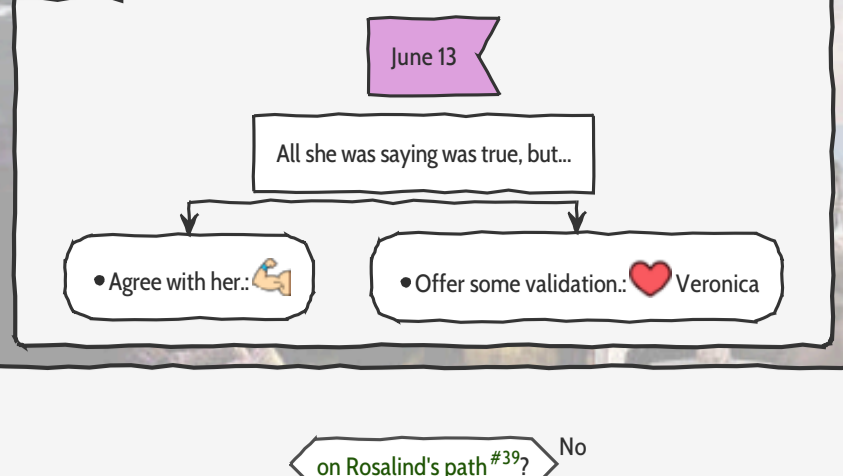 June 13
All she was saying was true, but...
•Agree with her.:
•Offer some validation.: Veronica
No
on Rosalind's path #39?